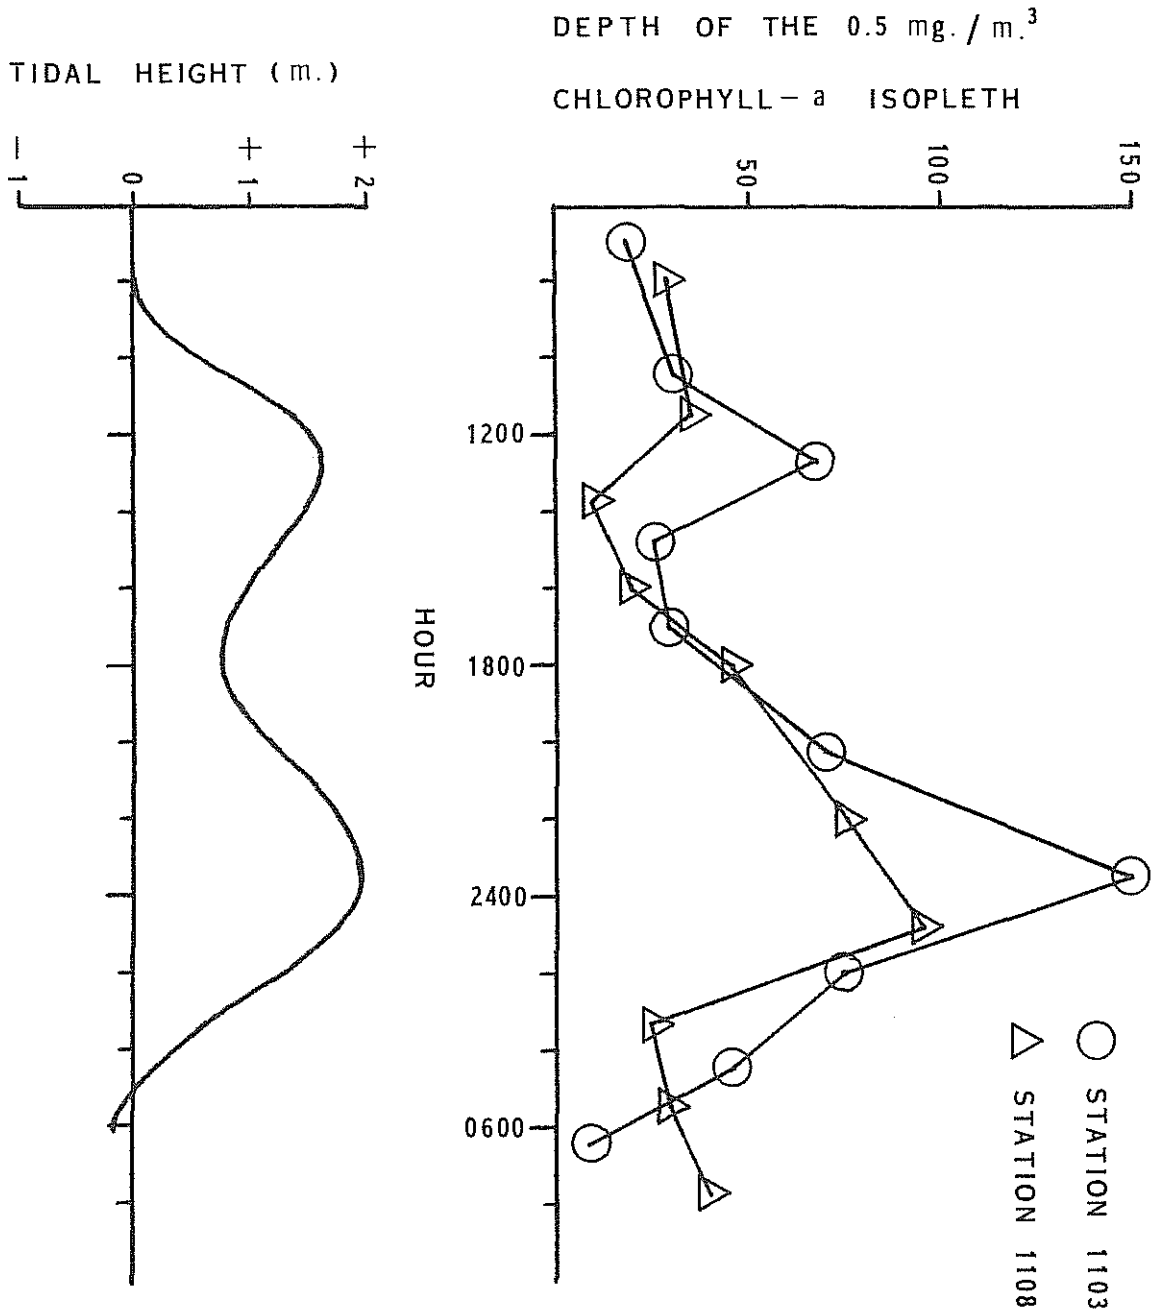 DEPTH OF THE 0.5 mg./m.³
CHLOROPHYLL-a ISOPLETH
TIDAL HEIGHT (m.)
-1
0
+1
+2
50
100
150
1200
1800
2400
0600
HOUR
STATION 1103
STATION 1108